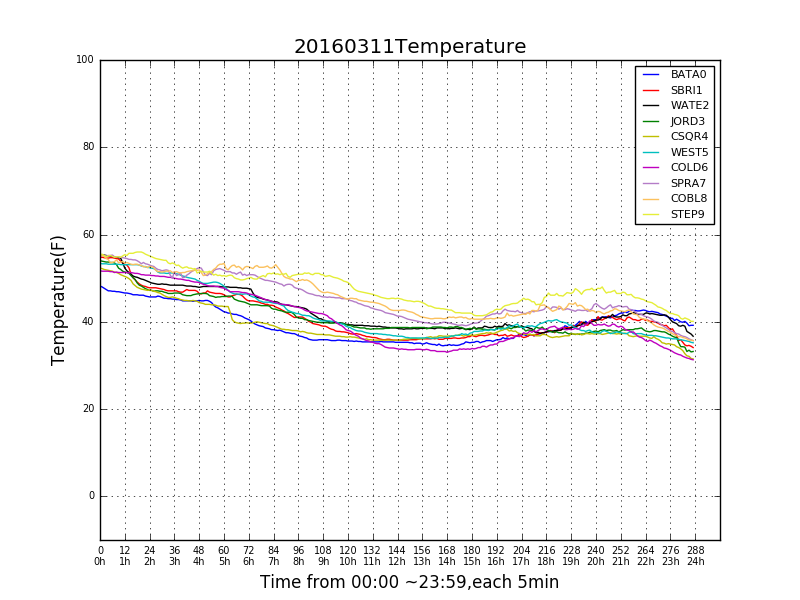 20160311Temperature
100
80
60
40
20
0
Temperature(F)
BATA0
SBRI1
WATE2
JORD3
CSQR4
WEST5
COLD6
SPRA7
COBL8
STEP9
0 12 24 36 48 60 72 84 96 108 120 132 144 156 168 180 192 204 216 228 240 252 264 276 288
0h 1h 2h 3h 4h 5h 6h 7h 8h 9h 10h 11h 12h 13h 14h 15h 16h 17h 18h 19h 20h 21h 22h 23h 24h
Time from 00:00 ~23:59,each 5min